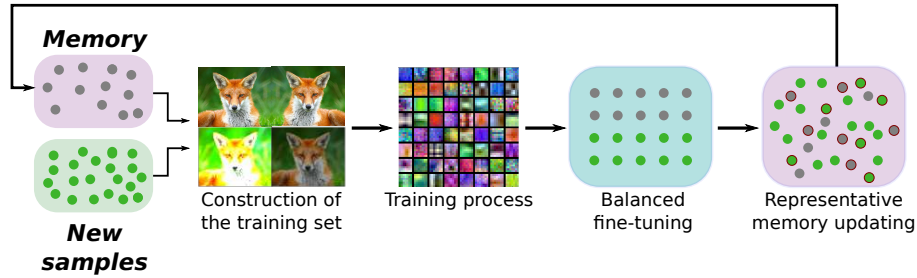 Memory
New
samples
Construction of
the training set
Training process
Balanced
fine-tuning
Representative
memory updating